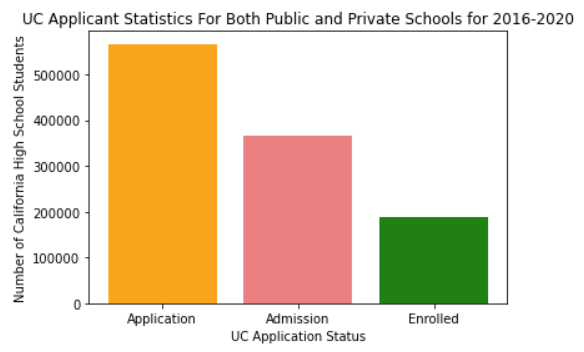 UC Applicant Statistics For Both Public and Private Schools for 2016-2020
Number of California High School Students
500000
400000
300000
200000
100000
0
Application
Admission
Enrolled
UC Application Status